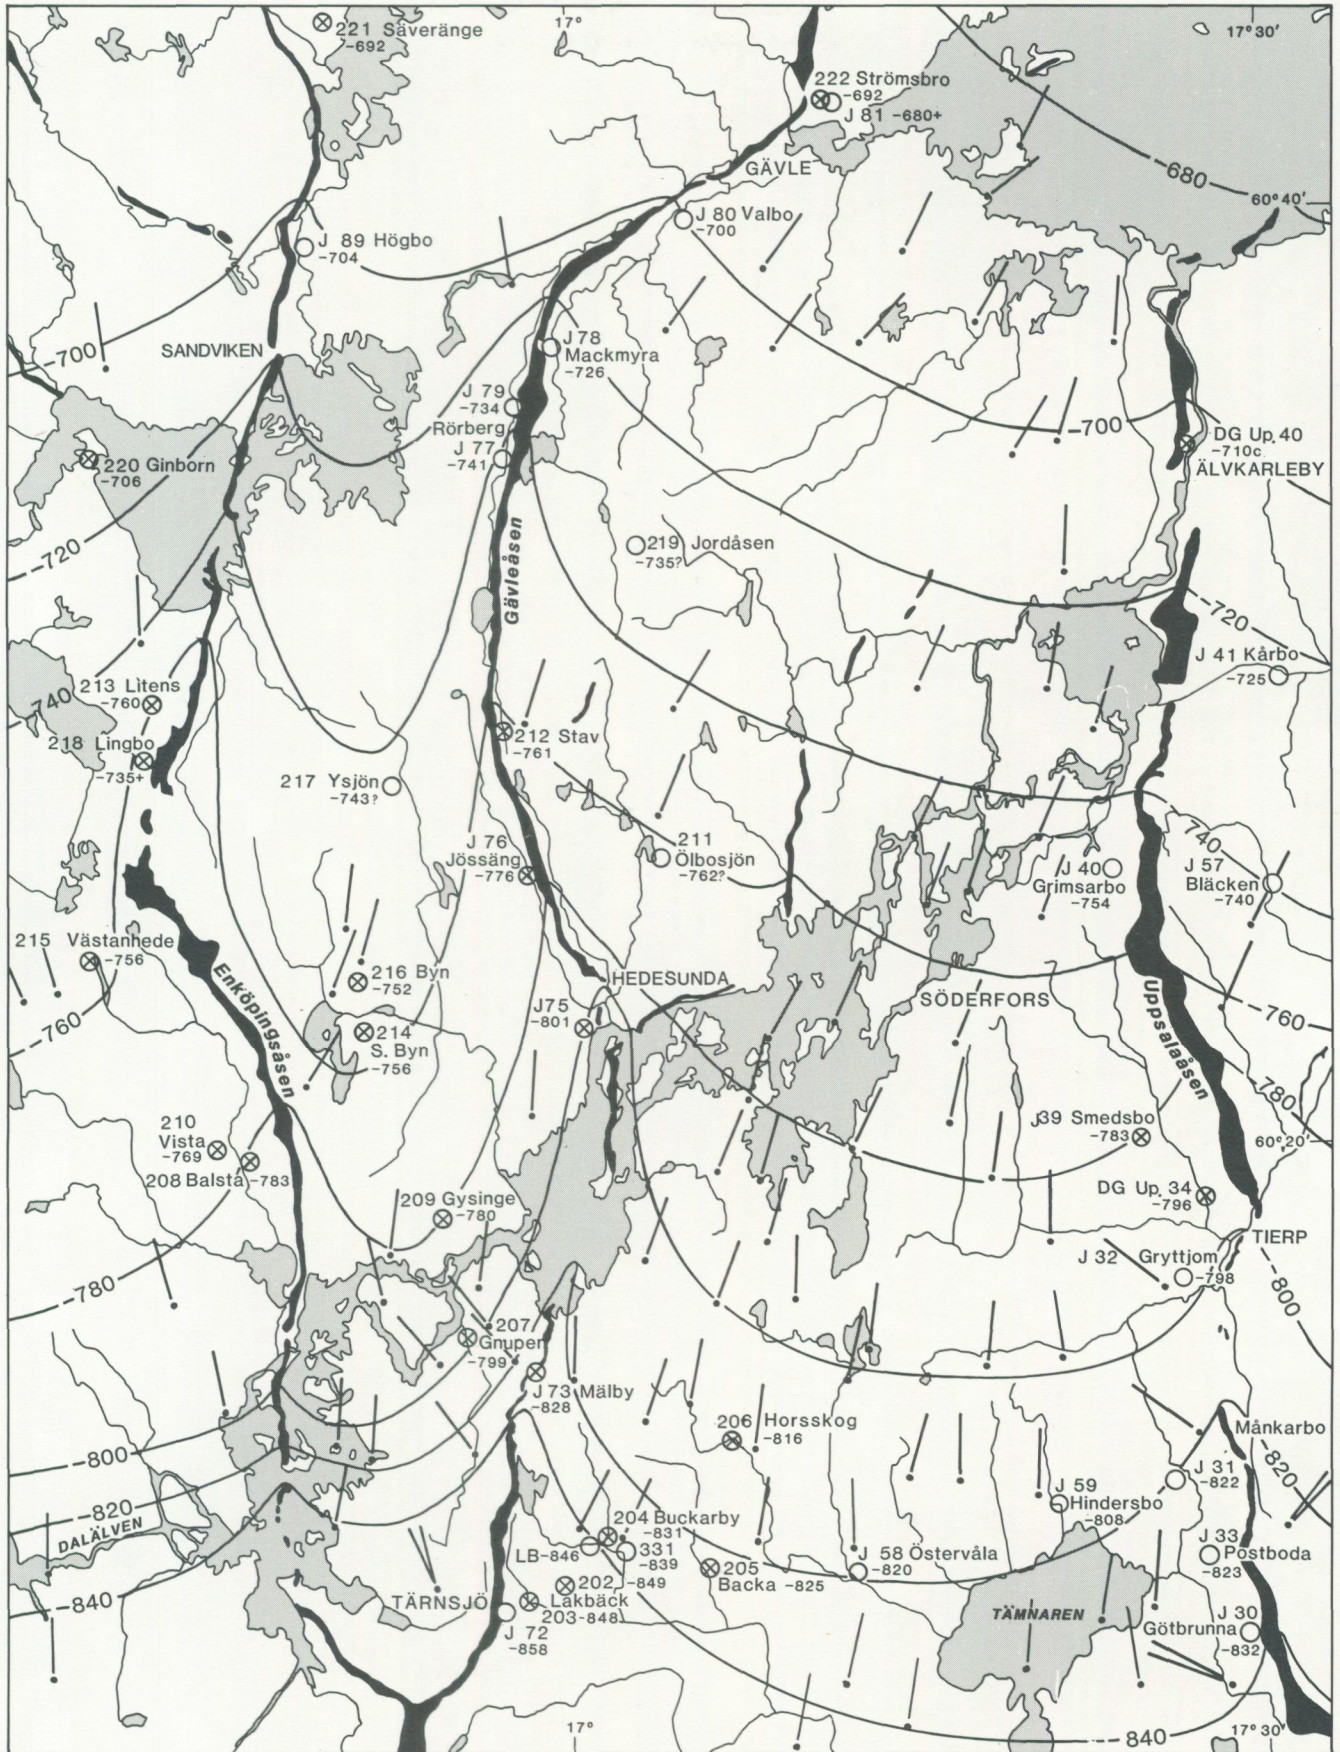 17°
17° 30'
221 Säveränge
-692
222 Strömsbro
-692
J 81 -680+
GÄVLE
-680
60° 40'
J 80 Valbo
-700
J 89 Högbo
-704
-700
SANDVIKEN
J 78
Mackmyra
-726
J 79
-734
Rörberg
J 77
-741
-700
DG Up. 40
-710c.
ÄLVKARLEBY
220 Ginborn
-706
-720
Gävleåsen
219 Jordåsen
-735?
-720
J 41 Kårbo
-725
740
213 Litens
-760
218 Lingbo
-735+
212 Stav
-761
217 Ysjön
-743?
J 76
Jössäng
-776
211
Ölbosjön
-762?
J 40
Grimsarbo
-754
740
J 57
Bläcken
-740
215 Västanhede
-756
216 Byn
-752
HEDESUNDA
SÖDERFORS
J75
-801
214
S. Byn
-756
-760
Enköpingsåsen
Uppsalaåsen
-760
-780
210
Vista
-769
208 Balsta -783
J39 Smedsbo
-783
60° 20'
209 Gysinge
-780
DG Up. 34
-796
TIERP
J 32 Gryttjom
-798
-780
-800
207
Gnupen
-799
J 73 Mälby
-828
206 Horsskog
-816
Månkarbo
-800
-820
J 31
-822
J 59
Hindersbo
-808
-820
DALÄLVEN
204 Buckarby
-831
LB-846
331
-839
J 33
Postboda
-823
J 58 Östervåla
-820
205
Backa -825
202
-849
Lakbäck
203-848
-840
TÄRNSJÖ
J 72
-858
TÄMNAREN
J 30
Götbrunna
-832
17°
-840
17° 30'